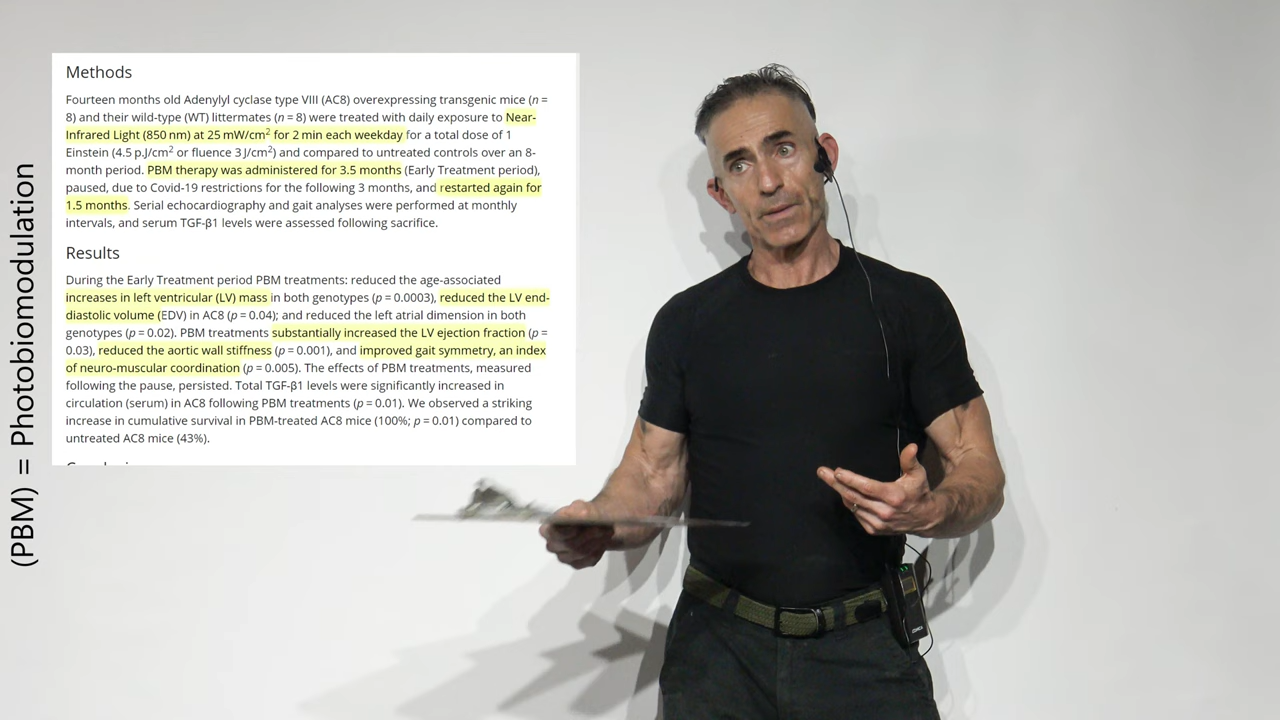 (PBM) = Photobiomodulation
Methods
Fourteen months old Adenylyl cyclase type VIII (AC8) overexpressing transgenic mice (n =
8) and their wild-type (WT) littermates (n = 8) were treated with daily exposure to Near-
Infrared Light (850 nm) at 25 mW/cm² for 2 min each weekday for a total dose of 1
Einstein (4.5 p.J/cm² or fluence 3 J/cm²) and compared to untreated controls over an 8-
month period. PBM therapy was administered for 3.5 months (Early Treatment period),
paused, due to Covid-19 restrictions for the following 3 months, and restarted again for
1.5 months. Serial echocardiography and gait analyses were performed at monthly
intervals, and serum TGF-β1 levels were assessed following sacrifice.
Results
During the Early Treatment period PBM treatments: reduced the age-associated
increases in left ventricular (LV) mass in both genotypes (p = 0.0003), reduced the LV end-
diastolic volume (EDV) in AC8 (p = 0.04); and reduced the left atrial dimension in both
genotypes (p = 0.02). PBM treatments substantially increased the LV ejection fraction (p =
0.03), reduced the aortic wall stiffness (p = 0.001), and improved gait symmetry, an index
of neuro-muscular coordination (p = 0.005). The effects of PBM treatments, measured
following the pause, persisted. Total TGF-β1 levels were significantly increased in
circulation (serum) in AC8 following PBM treatments (p = 0.01). We observed a striking
increase in cumulative survival in PBM-treated AC8 mice (100%; p = 0.01) compared to
untreated AC8 mice (43%).